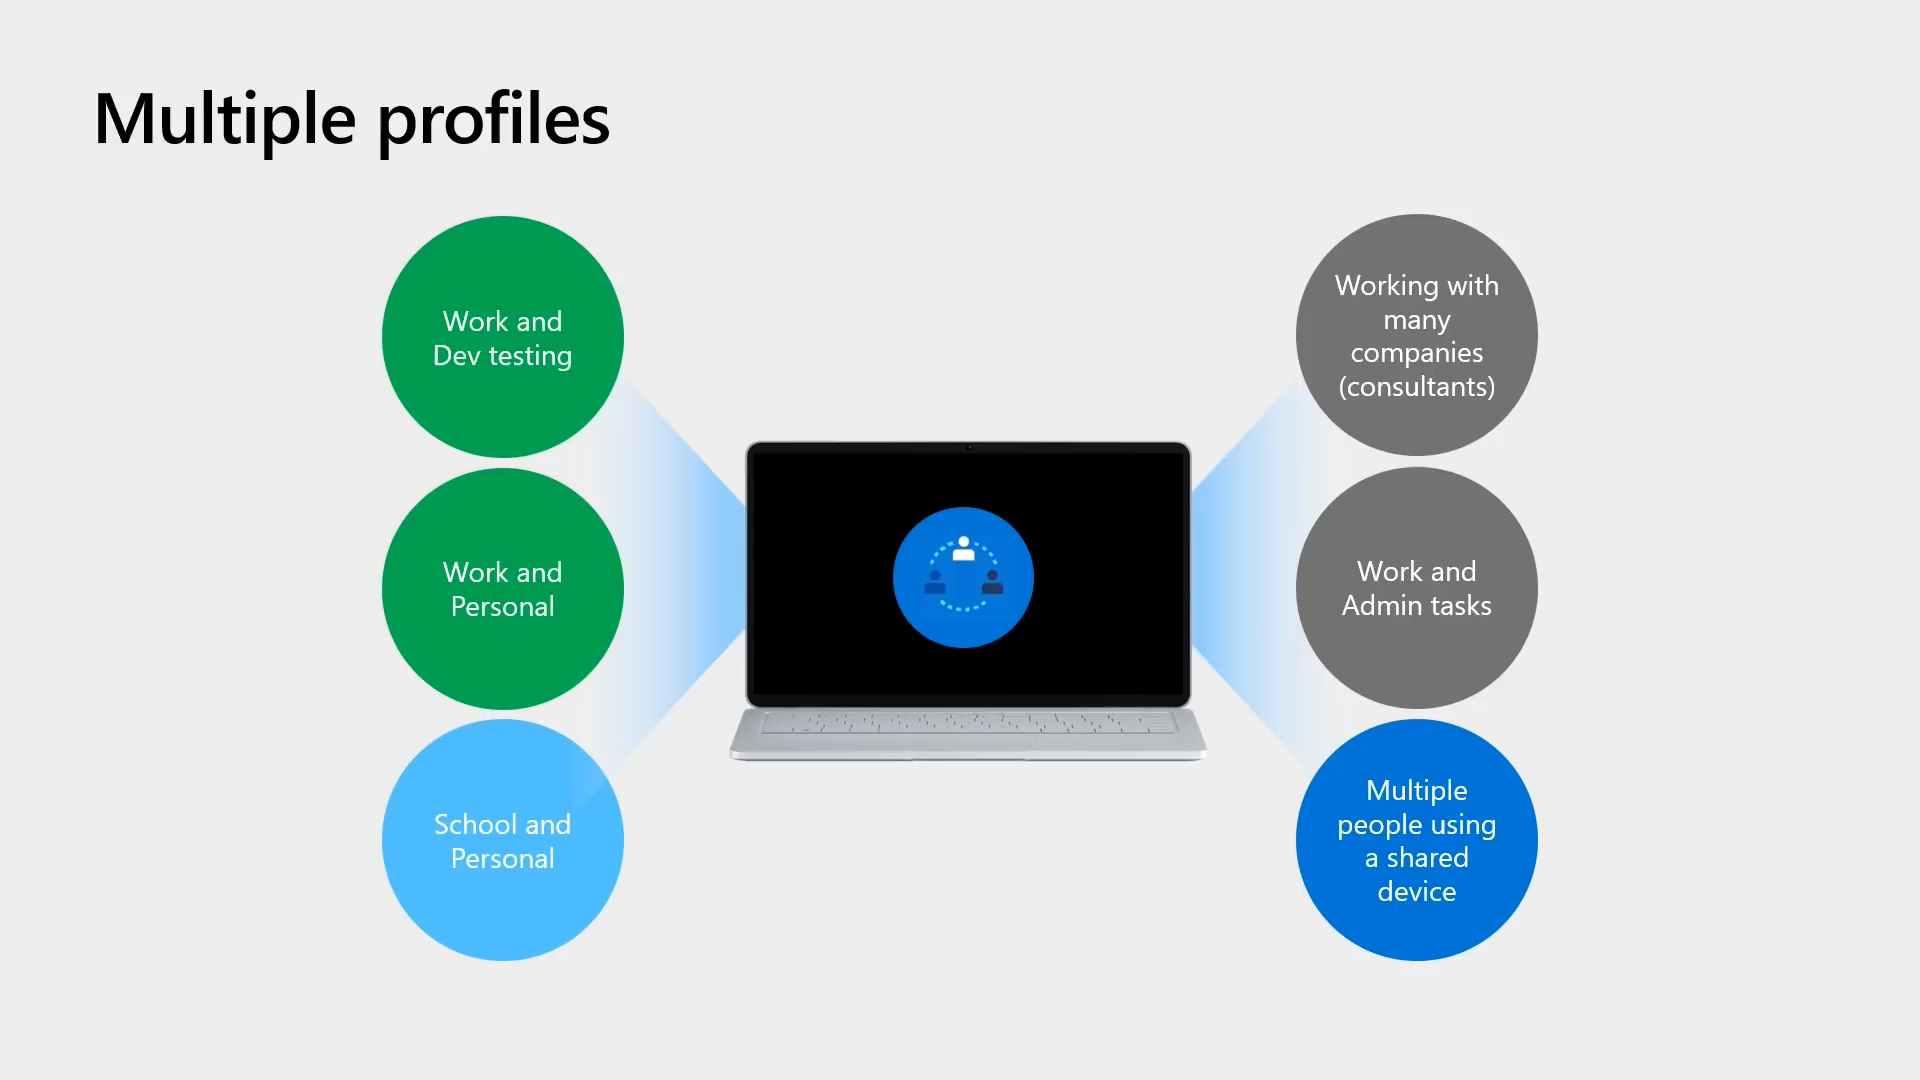 Multiple profiles
Work and
Dev testing
Work and
Personal
School and
Personal
Working with
many
companies
(consultants)
Work and
Admin tasks
Multiple
people using
a shared
device